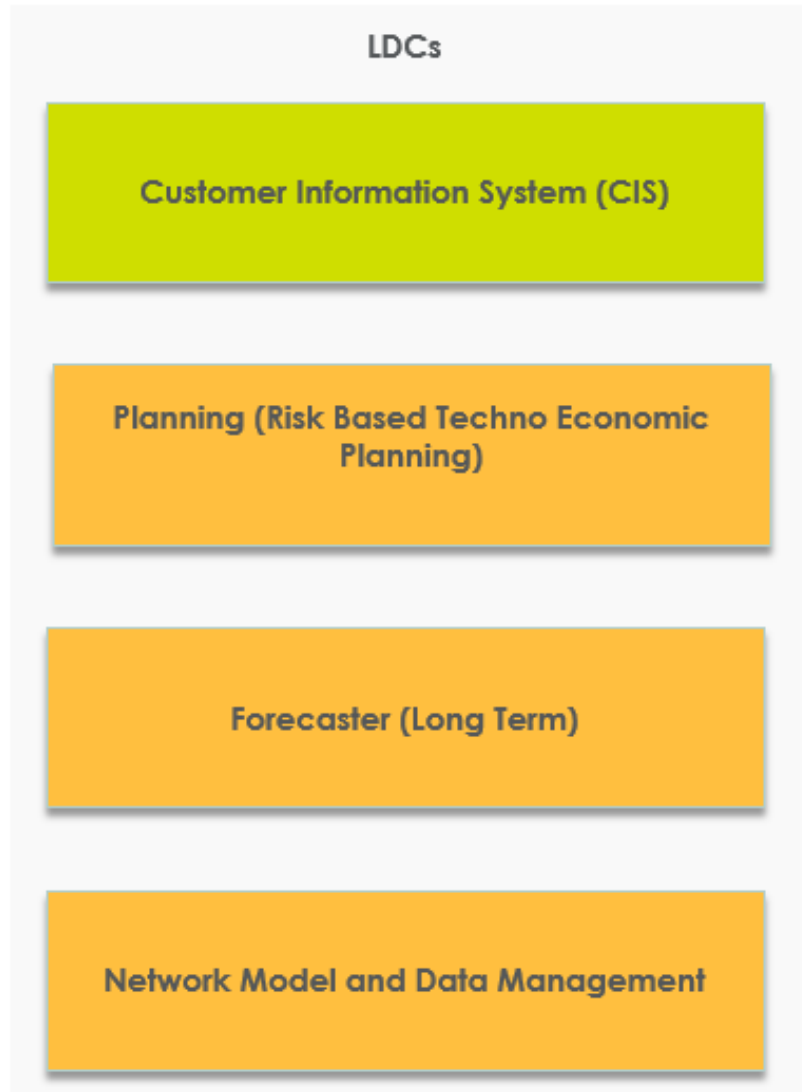 LDCs
Customer Information System (CIS)
Planning (Risk Based Techno Economic
Planning)
Forecaster (Long Term)
Network Model and Data Management